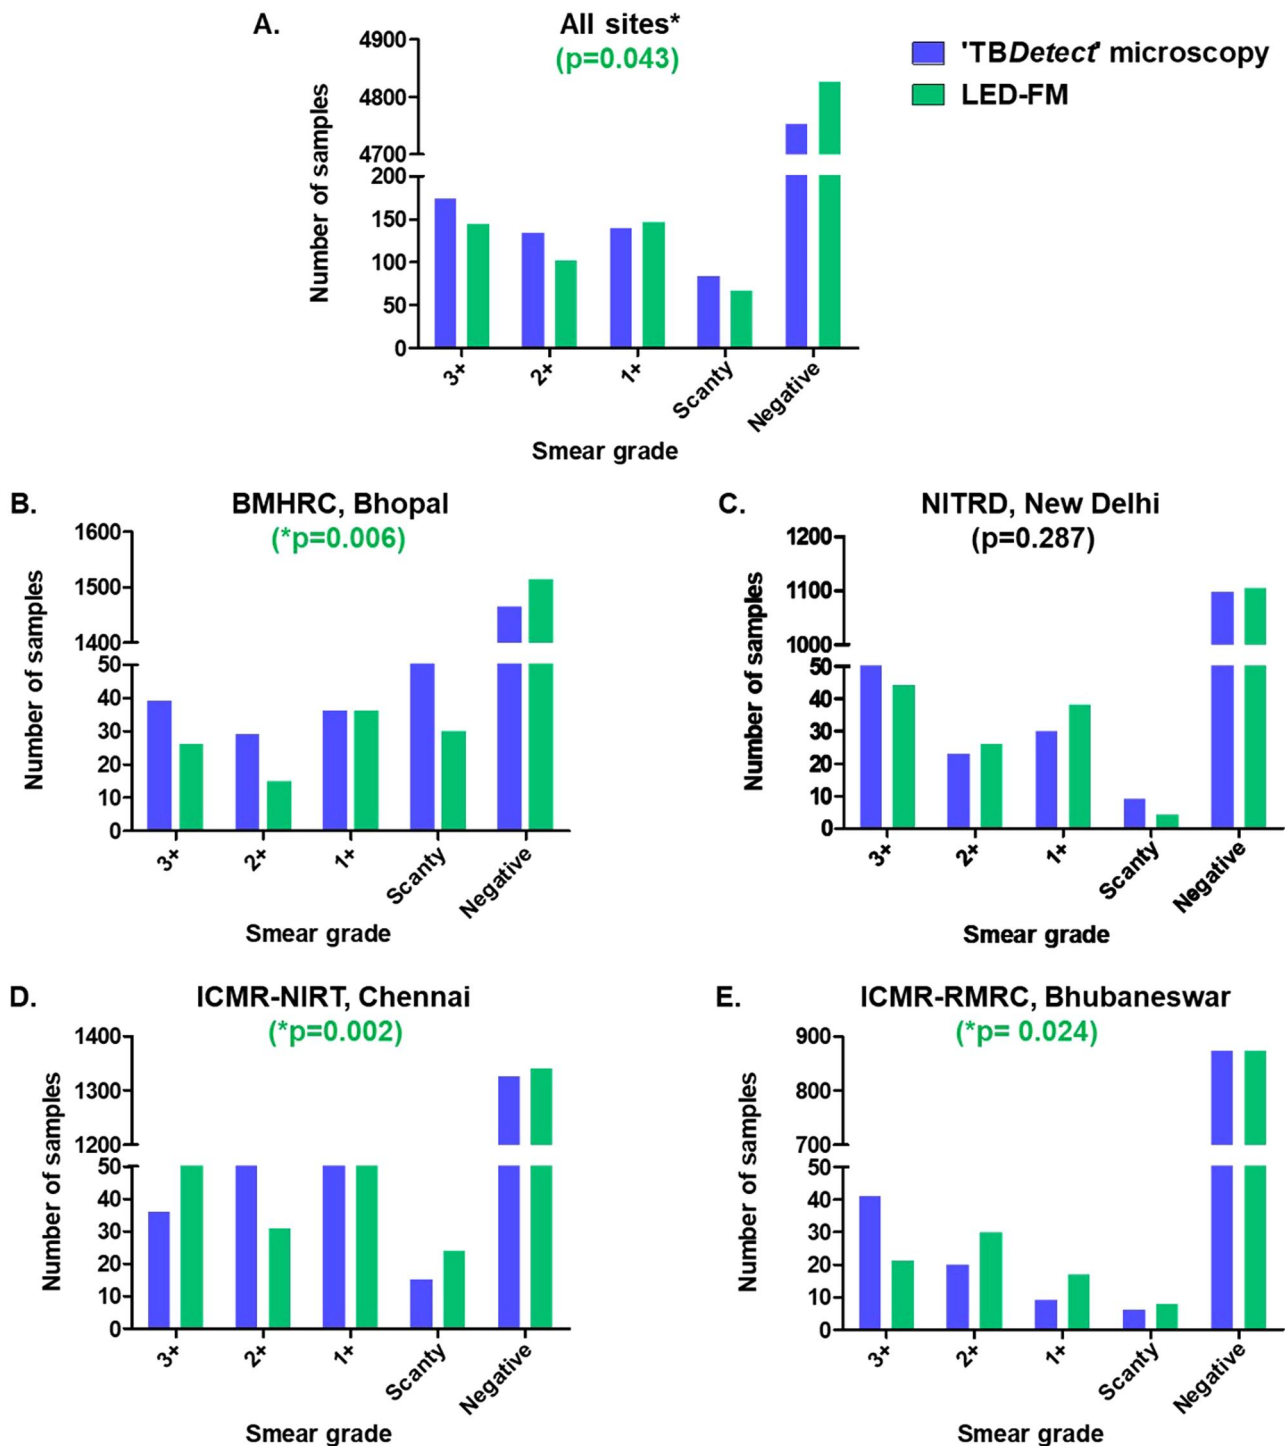 A.
All sites*
(p=0.043)
'TBDetect' microscopy
LED-FM
Number of samples
4900
4800
4700
200
150
100
50
0
3+
2+
1+
Scanty
Negative
Smear grade
B.
BMHRC, Bhopal
(*p=0.006)
Number of samples
1600
1500
1400
50
40
30
20
10
0
3+
2+
1+
Scanty
Negative
Smear grade
C.
NITRD, New Delhi
(p=0.287)
Number of samples
1200
1100
1000
50
40
30
20
10
0
3+
2+
1+
Scanty
Negative
Smear grade
D.
ICMR-NIRT, Chennai
(*p=0.002)
Number of samples
1400
1300
1200
50
40
30
20
10
0
3+
2+
1+
Scanty
Negative
Smear grade
E.
ICMR-RMRC, Bhubaneswar
(*p= 0.024)
Number of samples
900
800
700
50
40
30
20
10
0
3+
2+
1+
Scanty
Negative
Smear grade